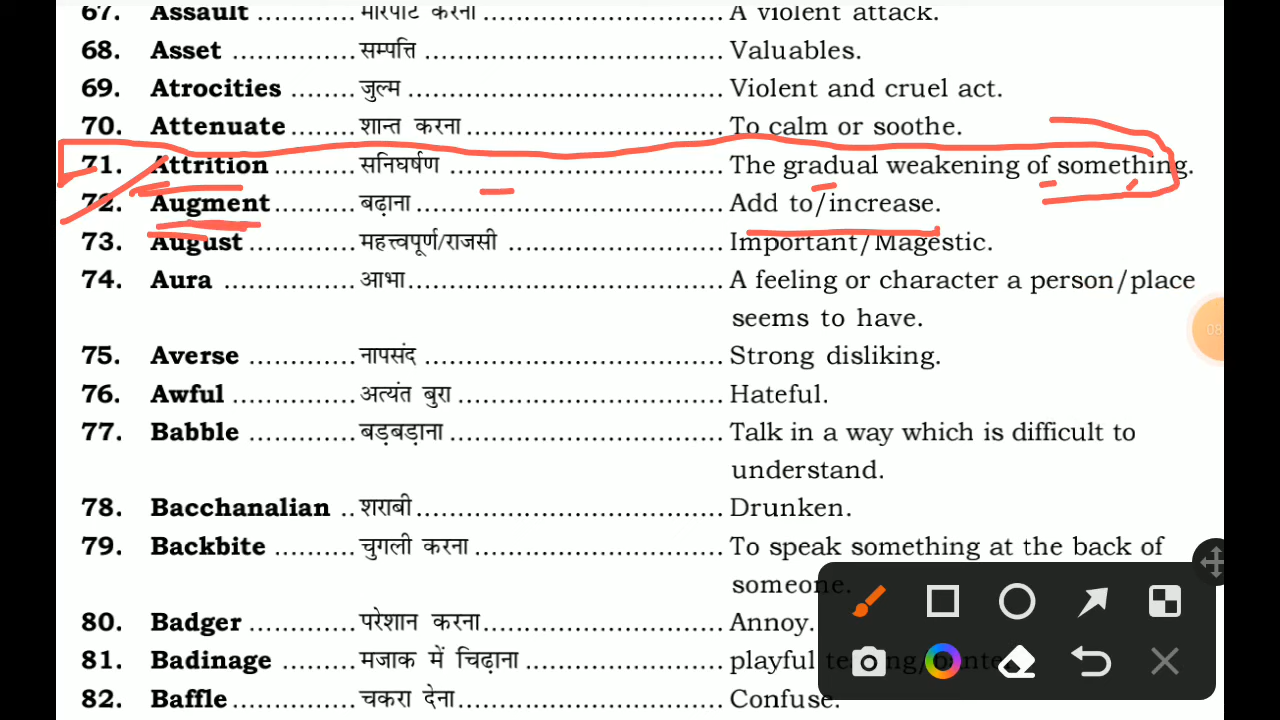 67. Assault ............ मारपीट करना ......................... A violent attack.
68. Asset .............. सम्पत्ति ............................... Valuables.
69. Atrocities ........ जुल्म ................................. Violent and cruel act.
70. Attenuate ........ शान्त करना ........................... To calm or soothe.
71. Attrition .......... सनिघर्षण ............................. The gradual weakening of something.
72. Augment ......... बढ़ाना ................................. Add to/increase.
73. August ............. महत्त्वपूर्ण/राजसी ...................... Important/Magestic.
74. Aura ............... आभा................................. A feeling or character a person/place
seems to have.
75. Averse ............. नापसंद ............................... Strong disliking.
76. Awful ............... अत्यंत बुरा ............................ Hateful.
77. Babble ............. बड़बड़ाना ............................. Talk in a way which is difficult to
understand.
78. Bacchanalian .. शराबी ................................ Drunken.
79. Backbite .......... चुगली करना .......................... To speak something at the back of
someone.
80. Badger ............. परेशान करना......................... Annoy.
81. Badinage ......... मजाक में चिढ़ाना ..................... playful
82. Baffle ............... चकरा देना ............................ Confuse.